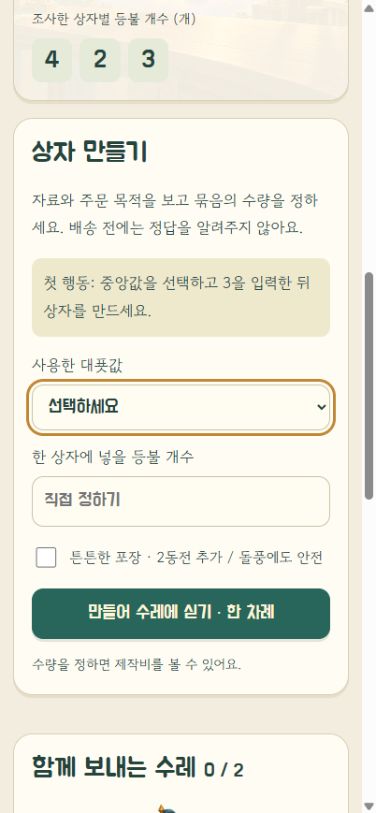 조사한 상자별 등불 개수 (개)
4 2 3
상자 만들기
자료와 주문 목적을 보고 묶음의 수량을 정하
세요. 배송 전에는 정답을 알려주지 않아요.
첫 행동: 중앙값을 선택하고 3을 입력한 뒤
상자를 만드세요.
사용한 대푯값
선택하세요
한 상자에 넣을 등불 개수
직접 정하기
튼튼한 포장 · 2동전 추가 / 돌풍에도 안전
만들어 수레에 싣기 · 한 차례
수량을 정하면 제작비를 볼 수 있어요.
함께 보내는 수레 0 / 2